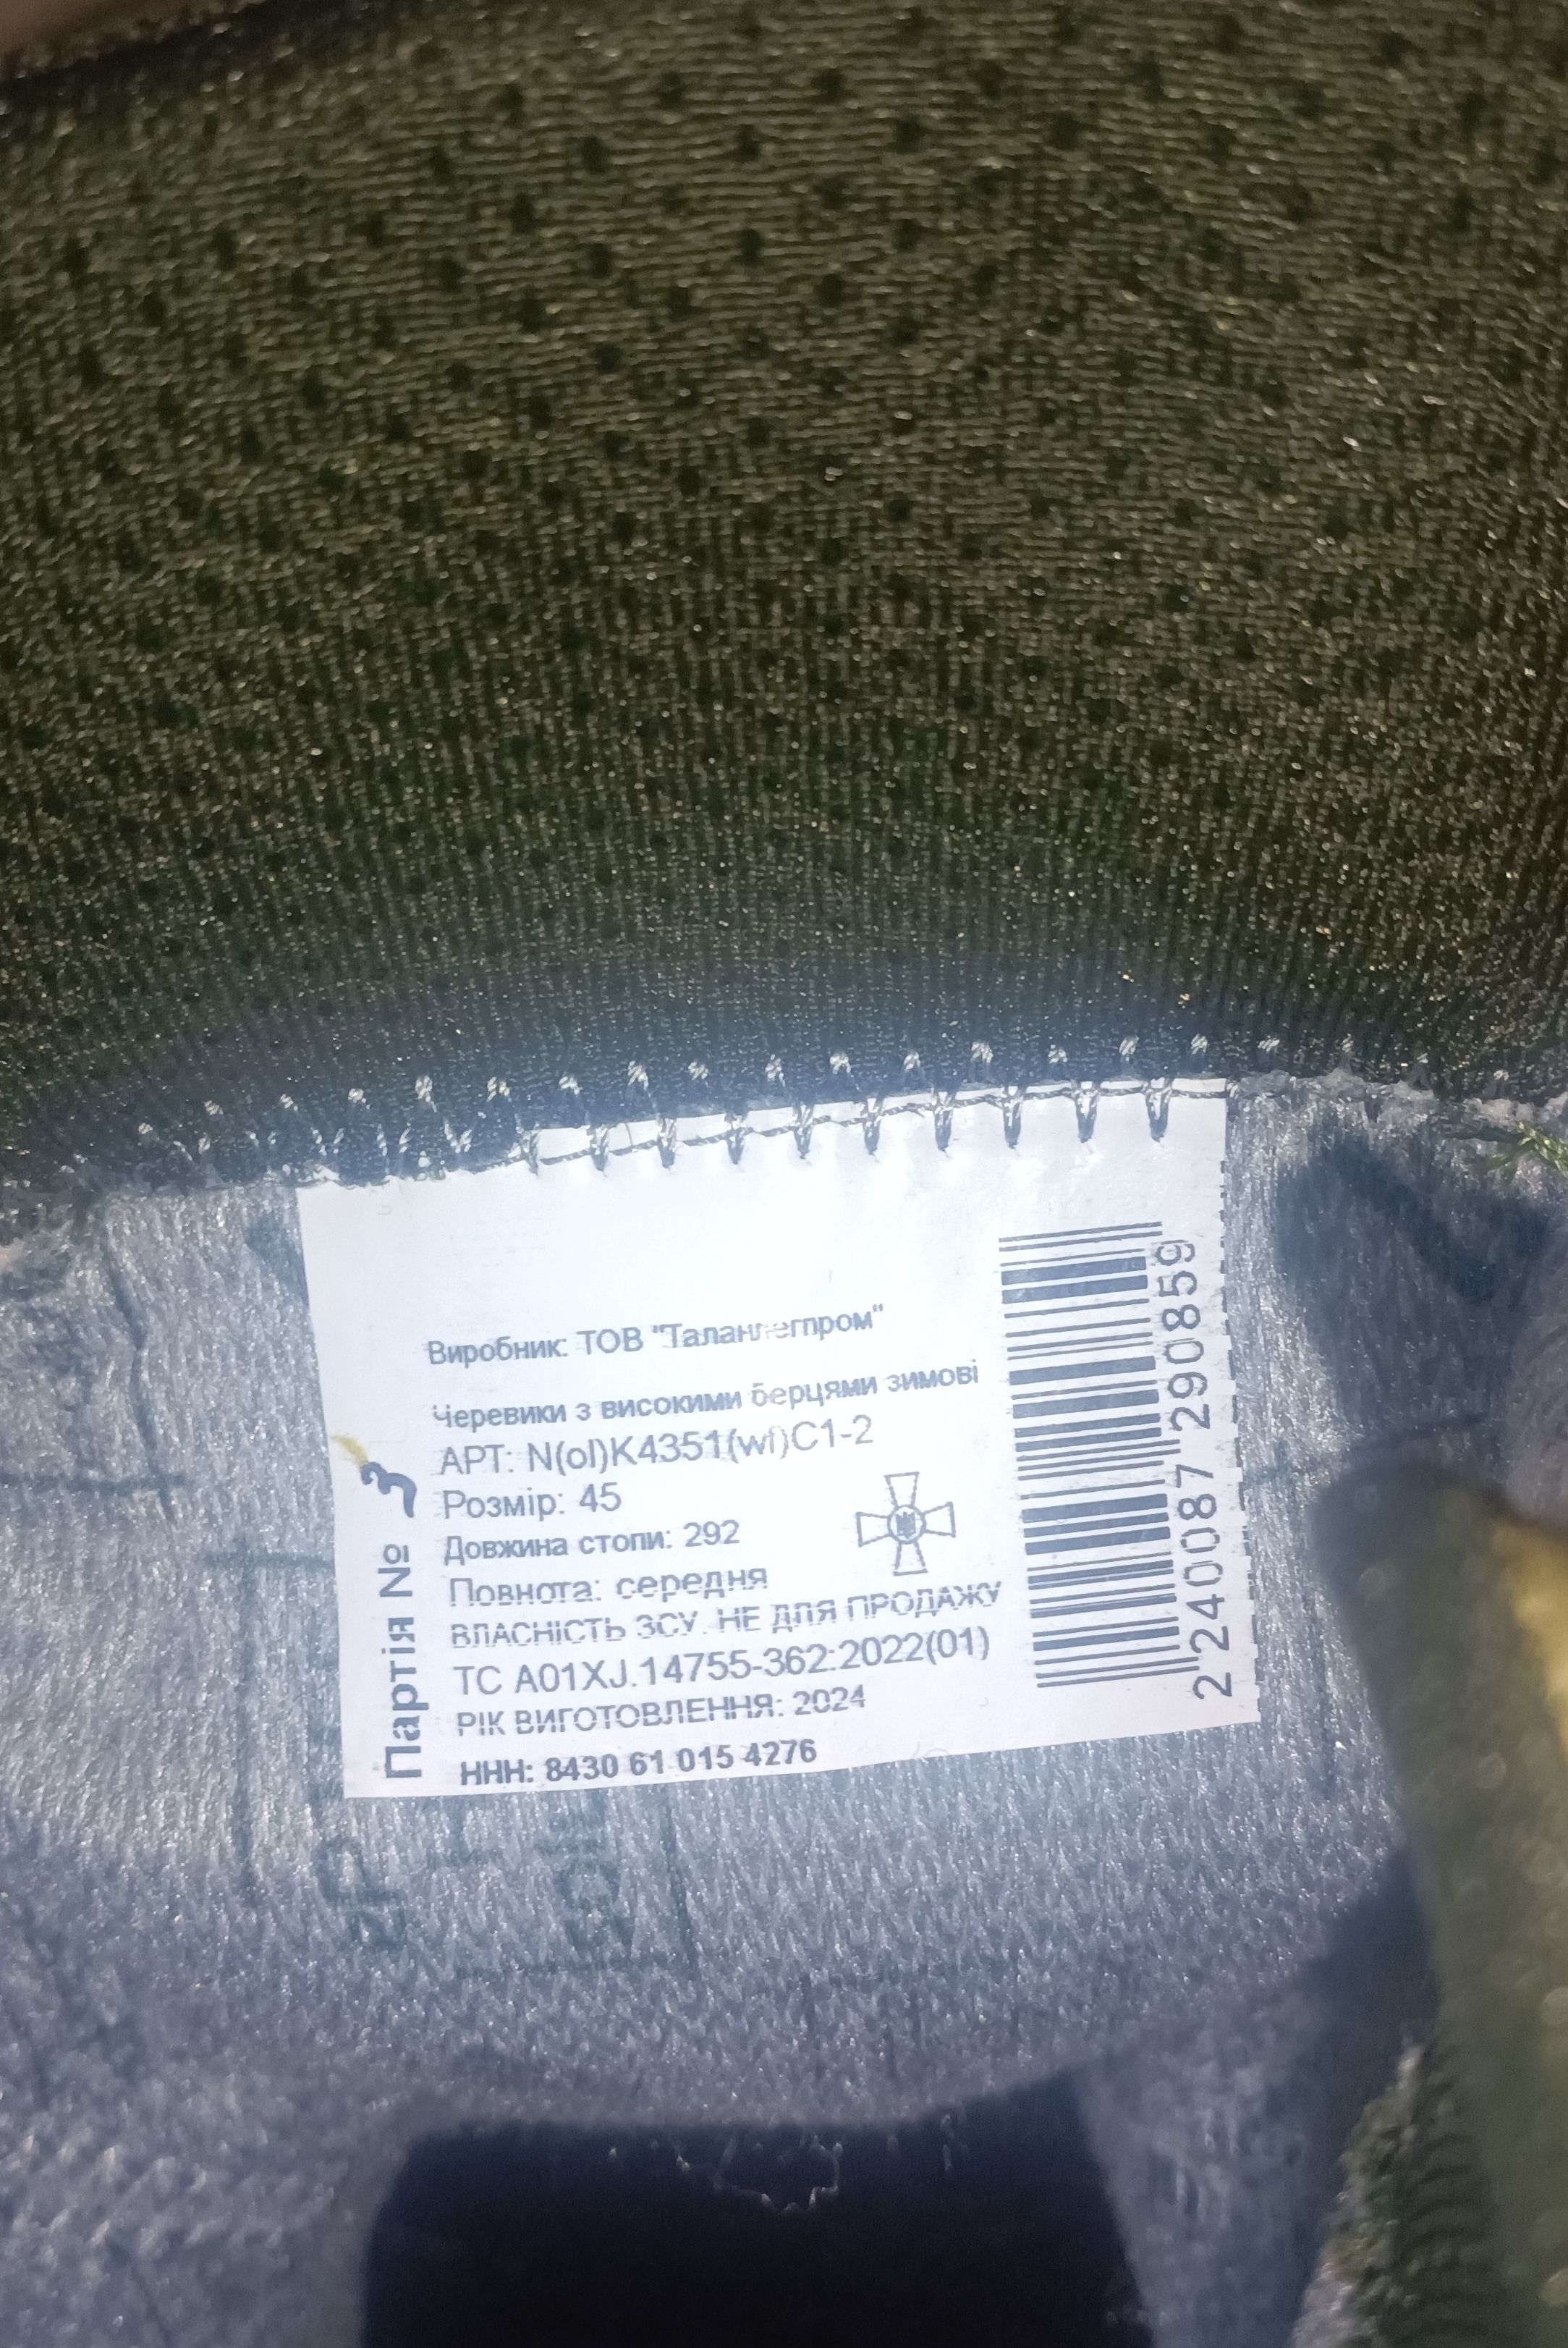 Виробник: ТОВ "Таланлегпром"
Черевики з високими берцями зимові
АРТ: N(ol)K4351(wf)C1-2
Розмір: 45
Довжина стопи: 292
Повнота: середня
ВЛАСНІСТЬ ЗСУ. НЕ ДЛЯ ПРОДАЖУ
ТС А01XJ.14755-362:2022(01)
РІК ВИГОТОВЛЕННЯ: 2024
ННН: 8430 61 015 4276
Партія № 3
2240087290859